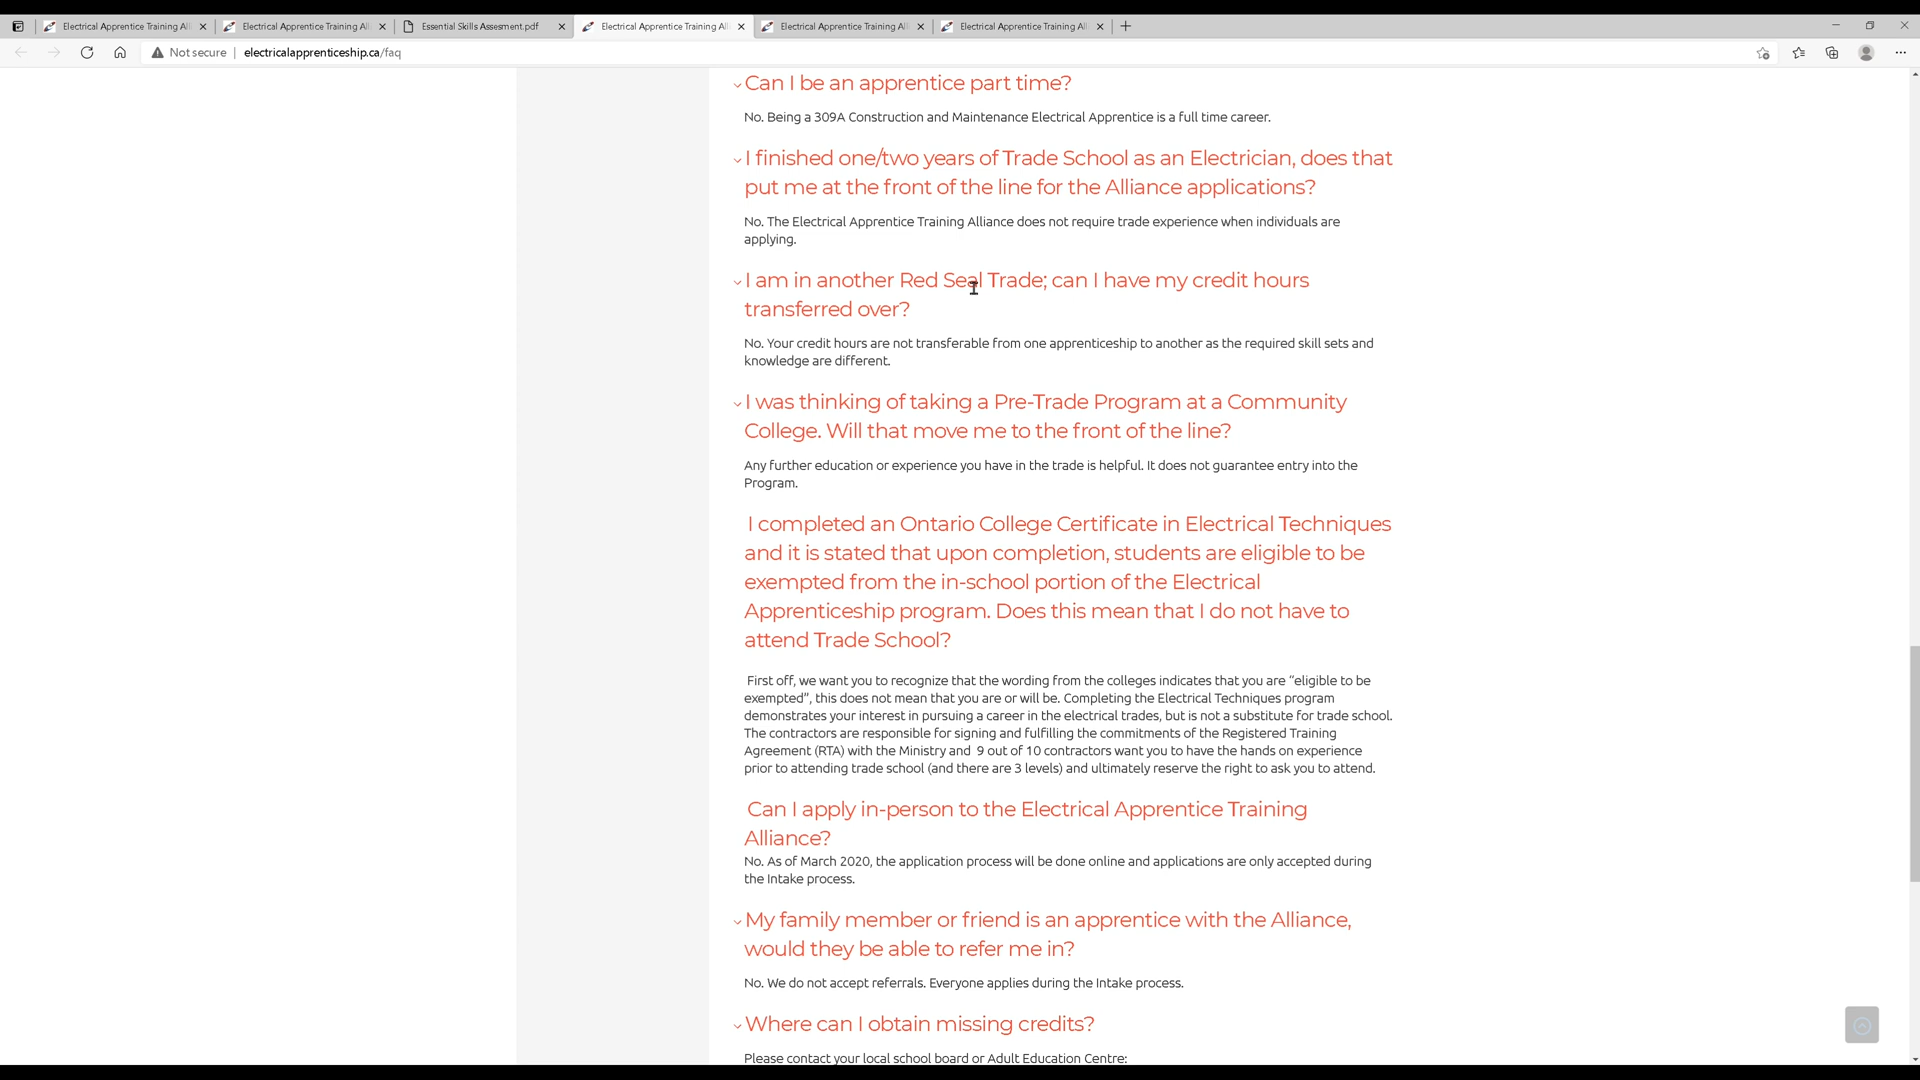 Electrical Apprentice Training All
Electrical Apprentice Training All
Essential Skills Assesment.pdf
Electrical Apprentice Training All
Electrical Apprentice Training All
Electrical Apprentice Training All
Not secure
electricalapprenticeship.ca/faq
Can I be an apprentice part time?
No. Being a 309A Construction and Maintenance Electrical Apprentice is a full time career.
I finished one/two years of Trade School as an Electrician, does that
put me at the front of the line for the Alliance applications?
No. The Electrical Apprentice Training Alliance does not require trade experience when individuals are
applying.
I am in another Red Seal Trade; can I have my credit hours
transferred over?
No. Your credit hours are not transferable from one apprenticeship to another as the required skill sets and
knowledge are different.
I was thinking of taking a Pre-Trade Program at a Community
College. Will that move me to the front of the line?
Any further education or experience you have in the trade is helpful. It does not guarantee entry into the
Program.
I completed an Ontario College Certificate in Electrical Techniques
and it is stated that upon completion, students are eligible to be
exempted from the in-school portion of the Electrical
Apprenticeship program. Does this mean that I do not have to
attend Trade School?
First off, we want you to recognize that the wording from the colleges indicates that you are “eligible to be
exempted”, this does not mean that you are or will be. Completing the Electrical Techniques program
demonstrates your interest in pursuing a career in the electrical trades, but is not a substitute for trade school.
The contractors are responsible for signing and fulfilling the commitments of the Registered Training
Agreement (RTA) with the Ministry and 9 out of 10 contractors want you to have the hands on experience
prior to attending trade school (and there are 3 levels) and ultimately reserve the right to ask you to attend.
Can I apply in-person to the Electrical Apprentice Training
Alliance?
No. As of March 2020, the application process will be done online and applications are only accepted during
the Intake process.
My family member or friend is an apprentice with the Alliance,
would they be able to refer me in?
No. We do not accept referrals. Everyone applies during the Intake process.
Where can I obtain missing credits?
Please contact your local school board or Adult Education Centre: